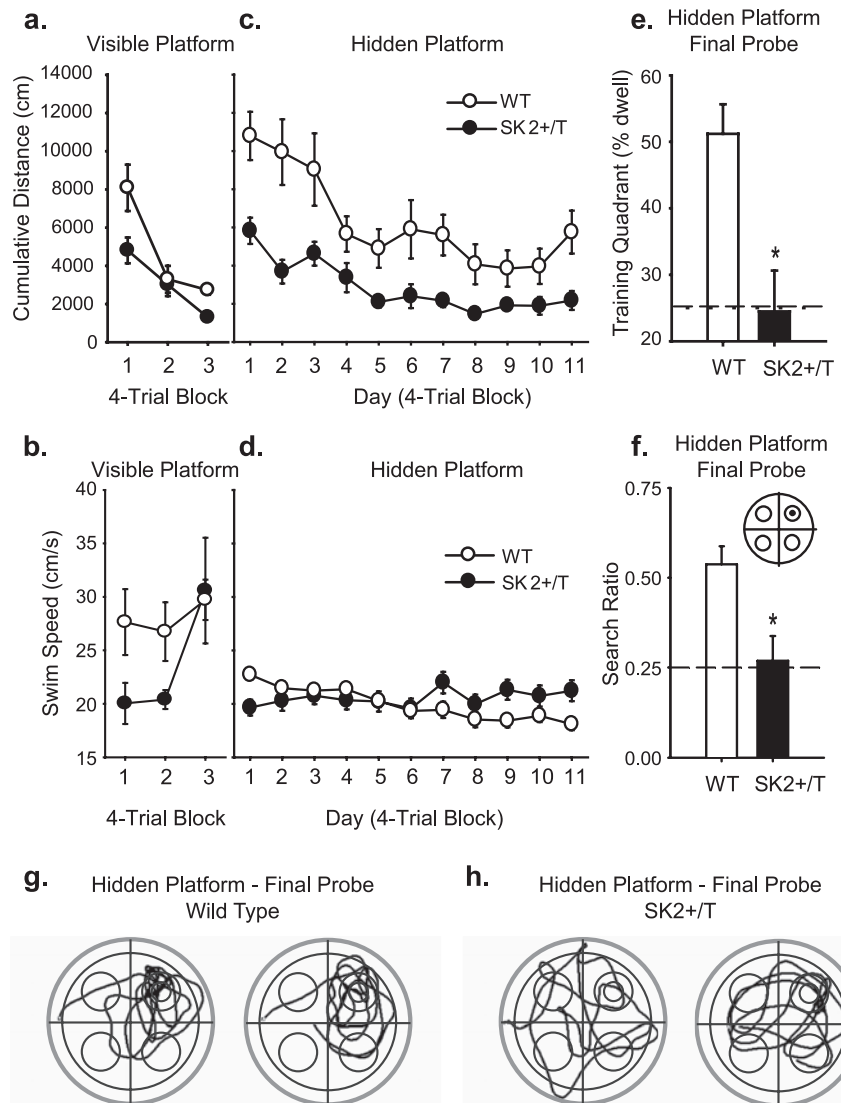 a.
Visible Platform
c.
Hidden Platform
Cumulative Distance (cm)
14000
12000
10000
8000
6000
4000
2000
0
WT
SK2+/T
1 2 3
4-Trial Block
1 2 3 4 5 6 7 8 9 10 11
Day (4-Trial Block)
e.
Hidden Platform
Final Probe
Training Quadrant (% dwell)
60
50
40
30
20
*
WT SK2+/T
b.
Visible Platform
d.
Hidden Platform
Swim Speed (cm/s)
40
35
30
25
20
15
WT
SK2+/T
1 2 3
4-Trial Block
1 2 3 4 5 6 7 8 9 10 11
Day (4-Trial Block)
f.
Hidden Platform
Final Probe
Search Ratio
0.75
0.50
0.25
0.00
*
WT SK2+/T
g.
Hidden Platform - Final Probe
Wild Type
h.
Hidden Platform - Final Probe
SK2+/T